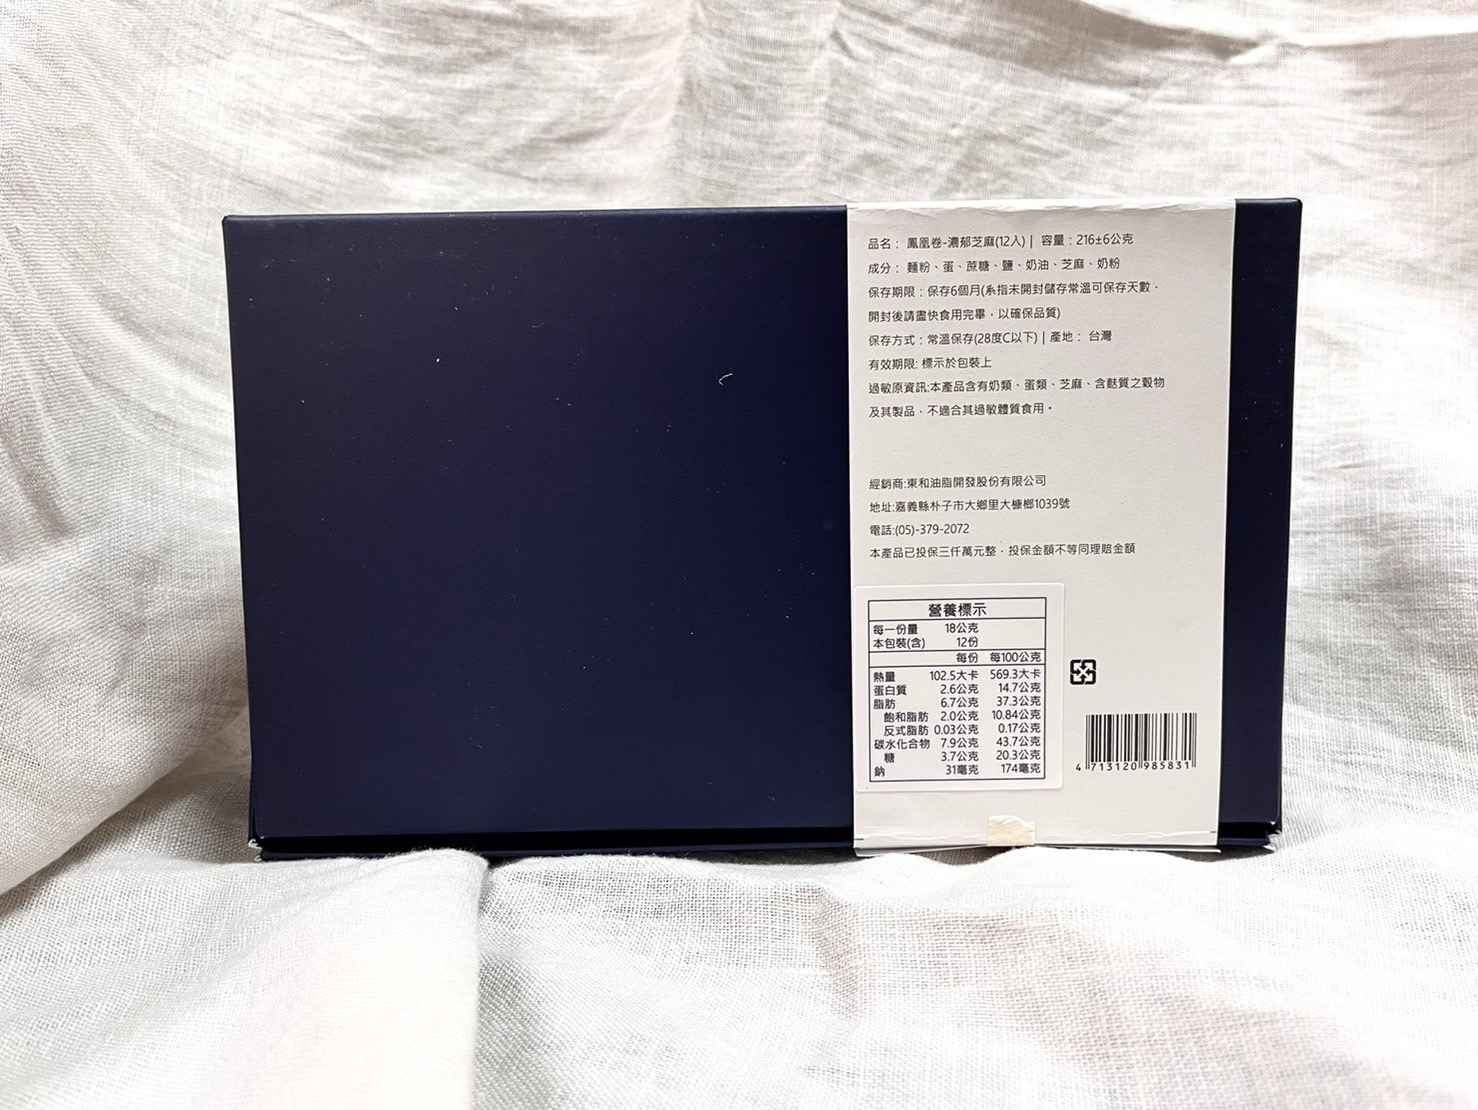 品名： 鳳凰卷-濃郁芝麻(12入)│ 容量：216±6公克
成分： 麵粉、蛋、蔗糖、鹽、奶油、芝麻、奶粉
保存期限：保存6個月(系指未開封儲存常溫可保存天數，
開封後請盡快食用完畢，以確保品質)
保存方式：常溫保存(28度C以下)│產地： 台灣
有效期限: 標示於包裝上
過敏原資訊:本產品含有奶類、蛋類、芝麻、含麩質之穀物
及其製品，不適合其過敏體質食用。
經銷商:東和油脂開發股份有限公司
地址:嘉義縣朴子市大鄉里大槺榔1039號
電話:(05)-379-2072
本產品已投保三仟萬元整，投保金額不等同理賠金額
營養標示
每一份量 18公克
本包裝(含) 12份
每份 每100公克
熱量 102.5大卡 569.3大卡
蛋白質 2.6公克 14.7公克
脂肪 6.7公克 37.3公克
飽和脂肪 2.0公克 10.84公克
反式脂肪 0.03公克 0.17公克
碳水化合物 7.9公克 43.7公克
糖 3.7公克 20.3公克
鈉 31毫克 174毫克
4 713120 985831